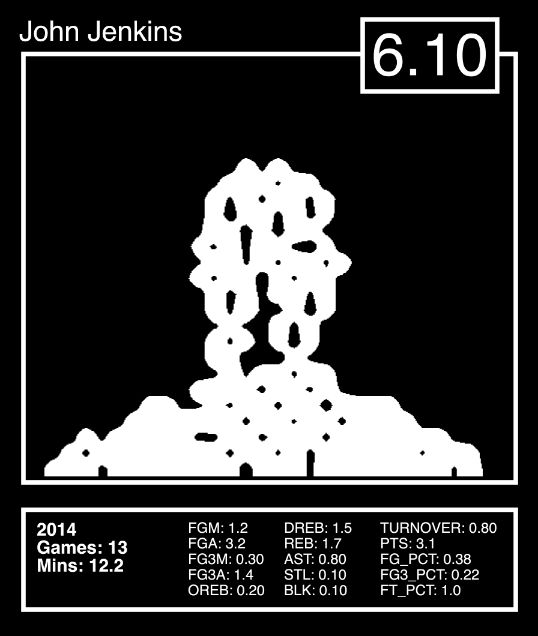 John Jenkins
6.10
2014
Games: 13
Mins: 12.2
FGM: 1.2
FGA: 3.2
FG3M: 0.30
FG3A: 1.4
OREB: 0.20
DREB: 1.5
REB: 1.7
AST: 0.80
STL: 0.10
BLK: 0.10
TURNOVER: 0.80
PTS: 3.1
FG_PCT: 0.38
FG3_PCT: 0.22
FT_PCT: 1.0